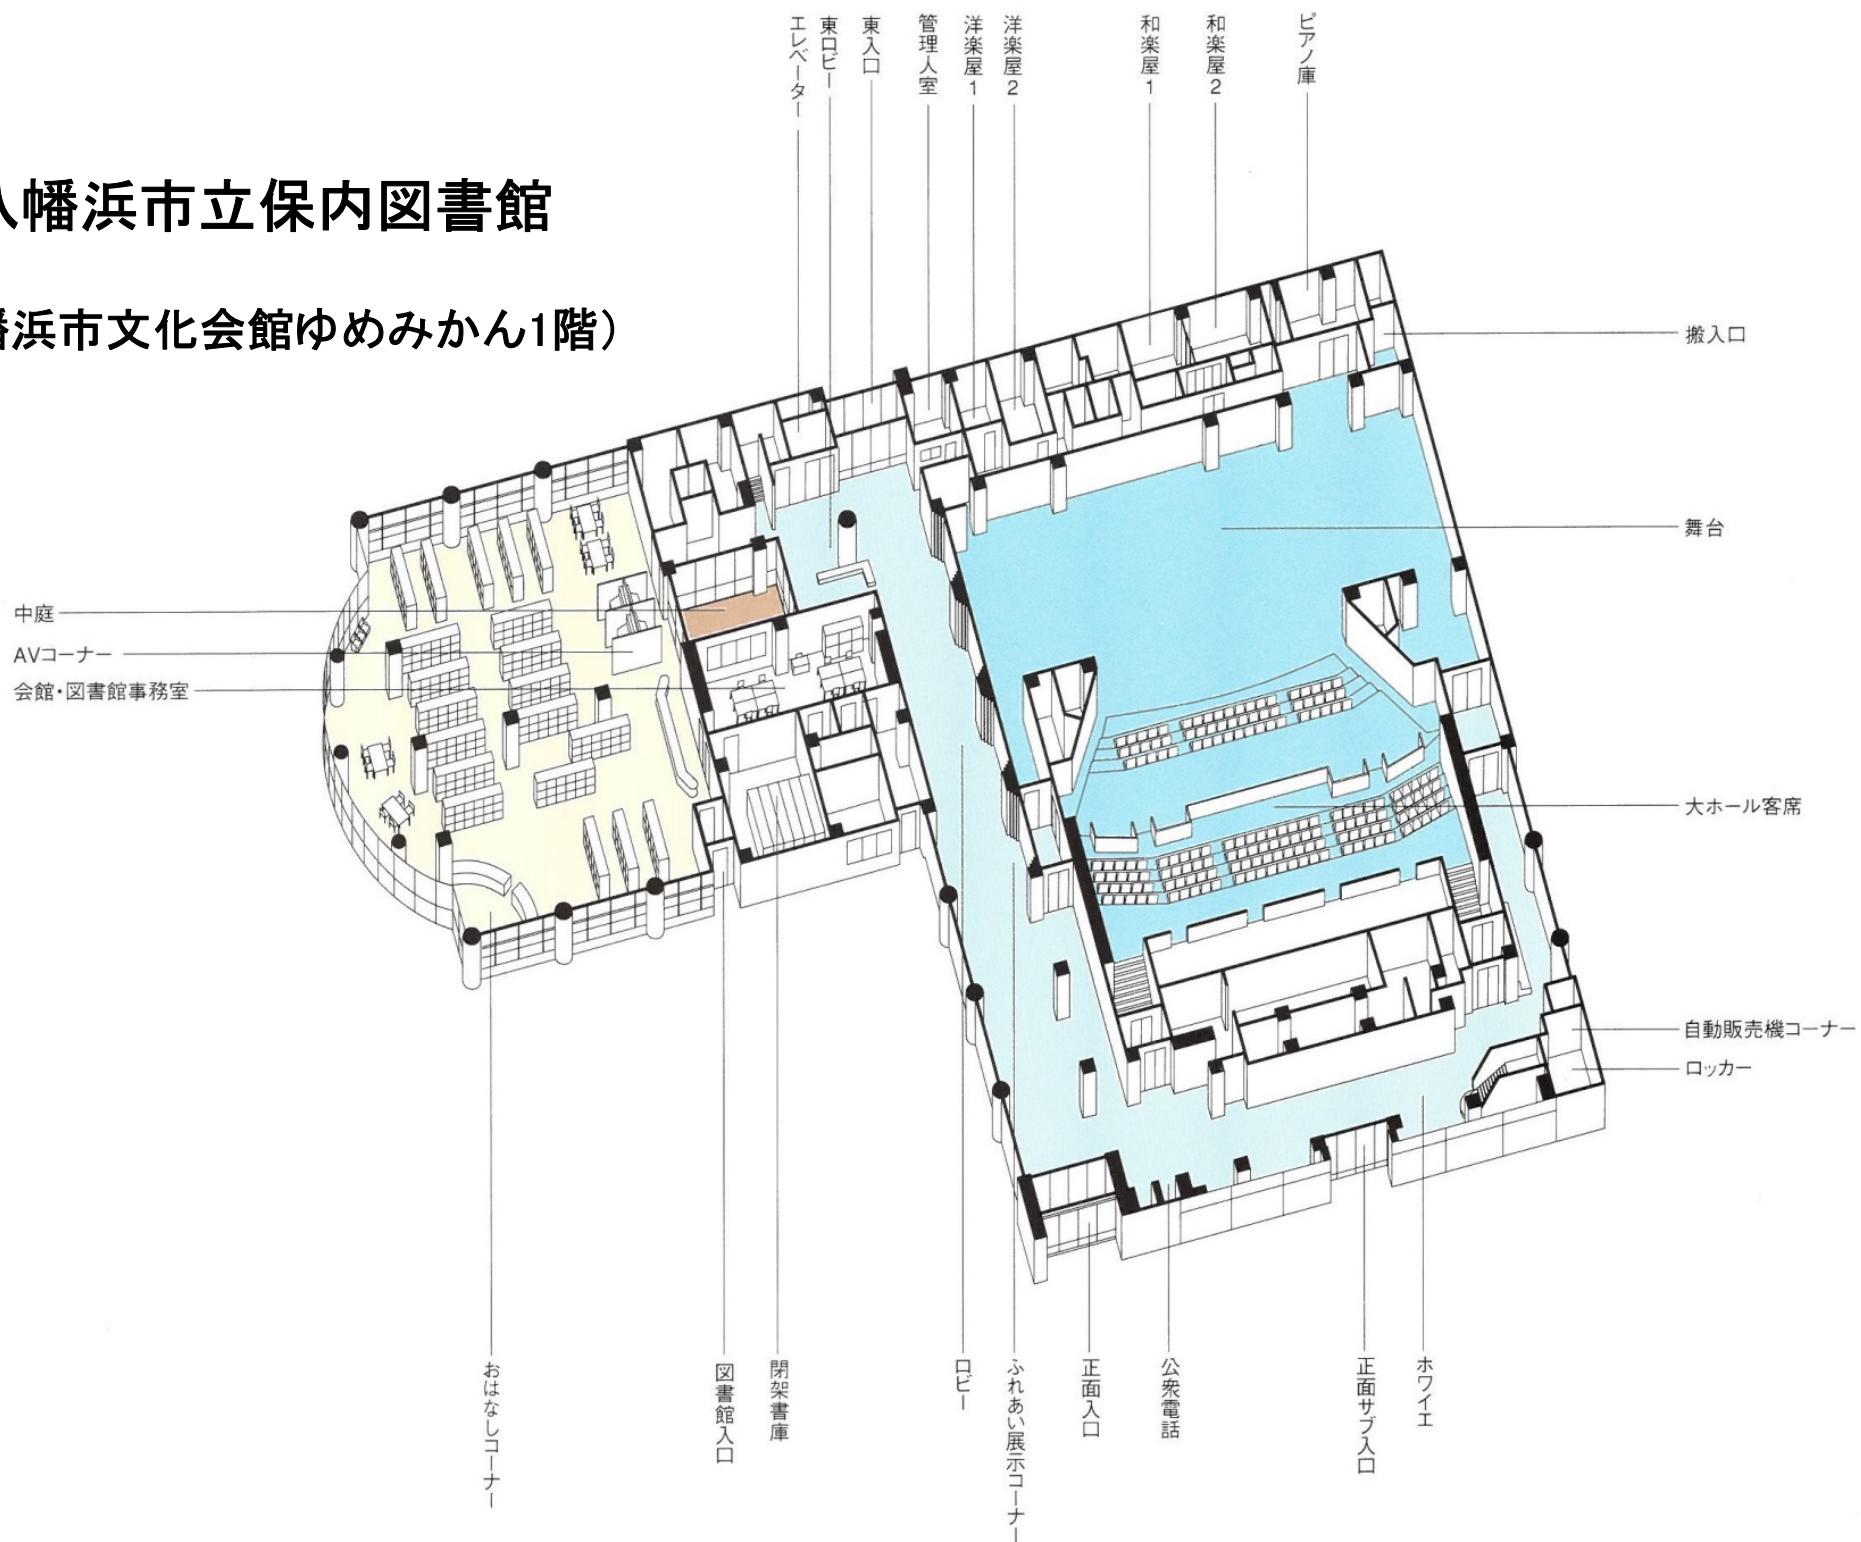 八幡浜市立保内図書館
幡浜市文化会館ゆめみかん1階）
エレベーター
東ロビー
東入口
管理人室
洋楽屋1
洋楽屋2
和楽屋1
和楽屋2
ピアノ庫
搬入口
舞台
大ホール客席
自動販売機コーナー
ロッカー
中庭
AVコーナー
会館・図書館事務室
おはなしコーナー
図書館入口
閉架書庫
ロビー
ふれあい展示コーナー
正面入口
公衆電話
正面サブ入口
ホワイエ